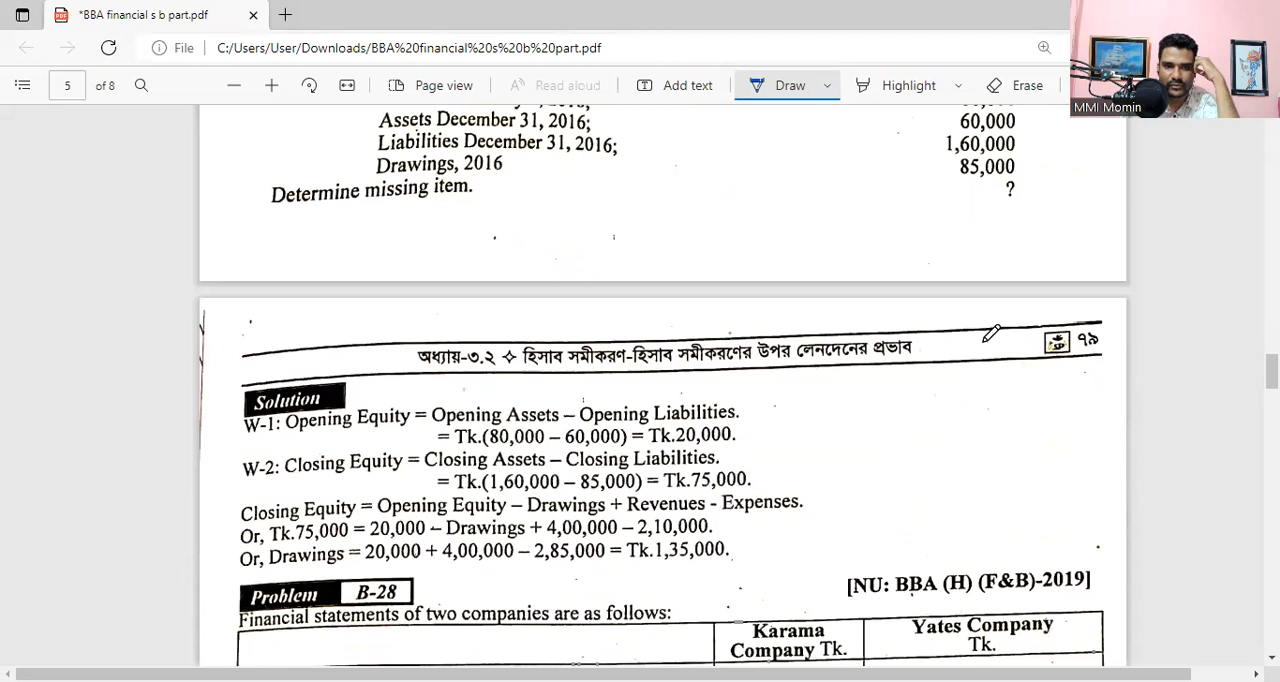 *BBA financial s b part.pdf
File C:/Users/User/Downloads/BBA%20financial%20s%20b%20part.pdf
5 of 8 Page view Read aloud Add text Draw Highlight Erase
MMI Momin
Assets December 31, 2016; 60,000
Liabilities December 31, 2016; 1,60,000
Drawings, 2016 85,000
Determine missing item. ?
অধ্যায়-৩.২ ❖ হিসাব সমীকরণ-হিসাব সমীকরণের উপর লেনদেনের প্রভাব ৭৯
Solution
W-1: Opening Equity = Opening Assets – Opening Liabilities.
= Tk.(80,000 – 60,000) = Tk.20,000.
W-2: Closing Equity = Closing Assets – Closing Liabilities.
= Tk.(1,60,000 – 85,000) = Tk.75,000.
Closing Equity = Opening Equity – Drawings + Revenues - Expenses.
Or, Tk.75,000 = 20,000 – Drawings + 4,00,000 – 2,10,000.
Or, Drawings = 20,000 + 4,00,000 – 2,85,000 = Tk.1,35,000.
Problem B-28 [NU: BBA (H) (F&B)-2019]
Financial statements of two companies are as follows:
Karama Company Tk. Yates Company Tk.